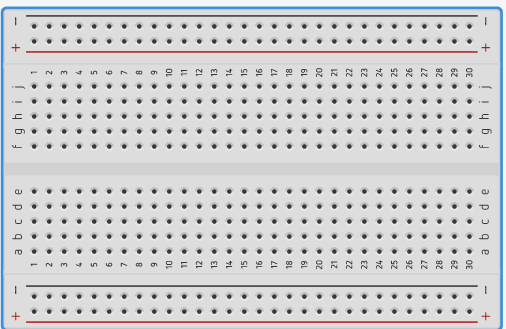 − −
+ +
1 2 3 4 5 6 7 8 9 10 11 12 13 14 15 16 17 18 19 20 21 22 23 24 25 26 27 28 29 30
j j
i i
h h
g g
f f
e e
d d
c c
b b
a a
1 2 3 4 5 6 7 8 9 10 11 12 13 14 15 16 17 18 19 20 21 22 23 24 25 26 27 28 29 30
− −
+ +